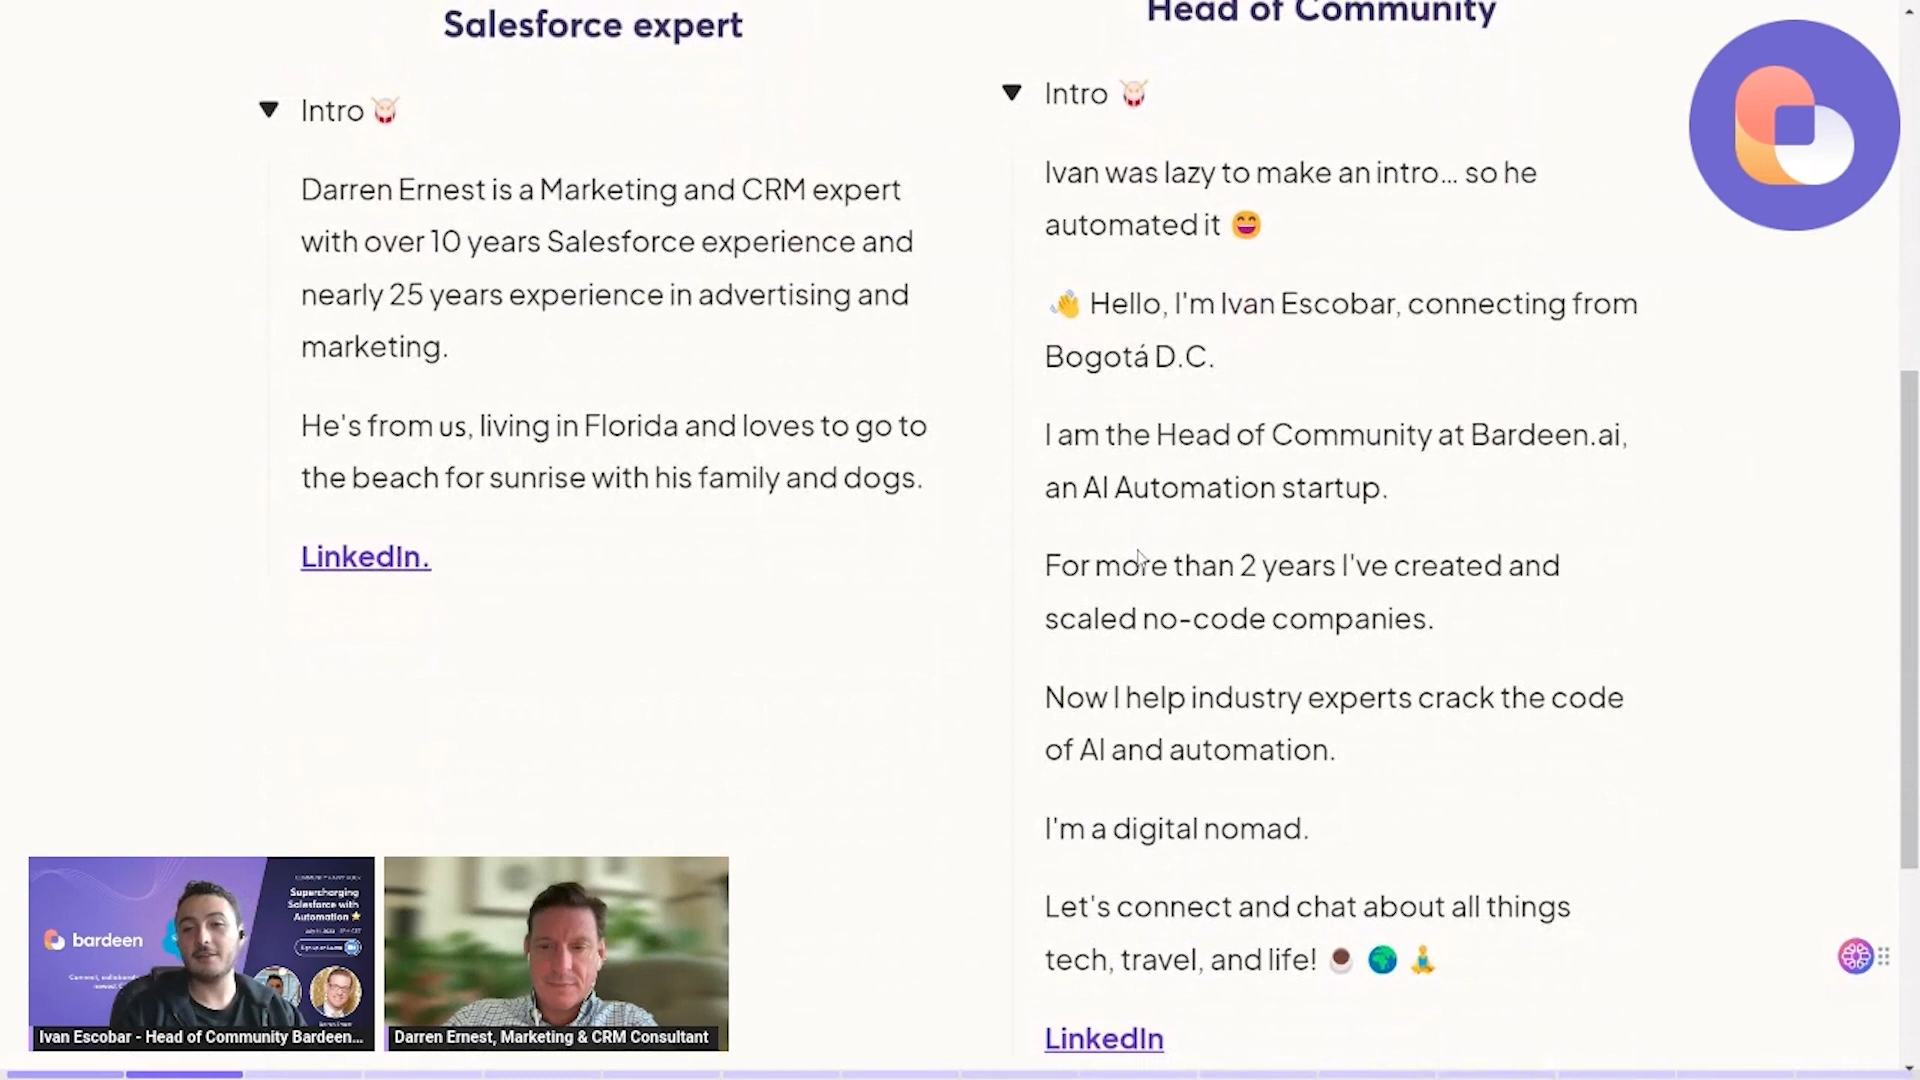 Salesforce expert
Intro
Darren Ernest is a Marketing and CRM expert
with over 10 years Salesforce experience and
nearly 25 years experience in advertising and
marketing.
He's from us, living in Florida and loves to go to
the beach for sunrise with his family and dogs.
LinkedIn.
Head of Community
Intro
Ivan was lazy to make an intro... so he
automated it 😄
👋 Hello, I'm Ivan Escobar, connecting from
Bogotá D.C.
I am the Head of Community at Bardeen.ai,
an AI Automation startup.
For more than 2 years I've created and
scaled no-code companies.
Now I help industry experts crack the code
of AI and automation.
I'm a digital nomad.
Let's connect and chat about all things
tech, travel, and life!
LinkedIn
bardeen
Supercharging
Salesforce with
Automation
Ivan Escobar - Head of Community Bardeen...
Darren Ernest, Marketing & CRM Consultant